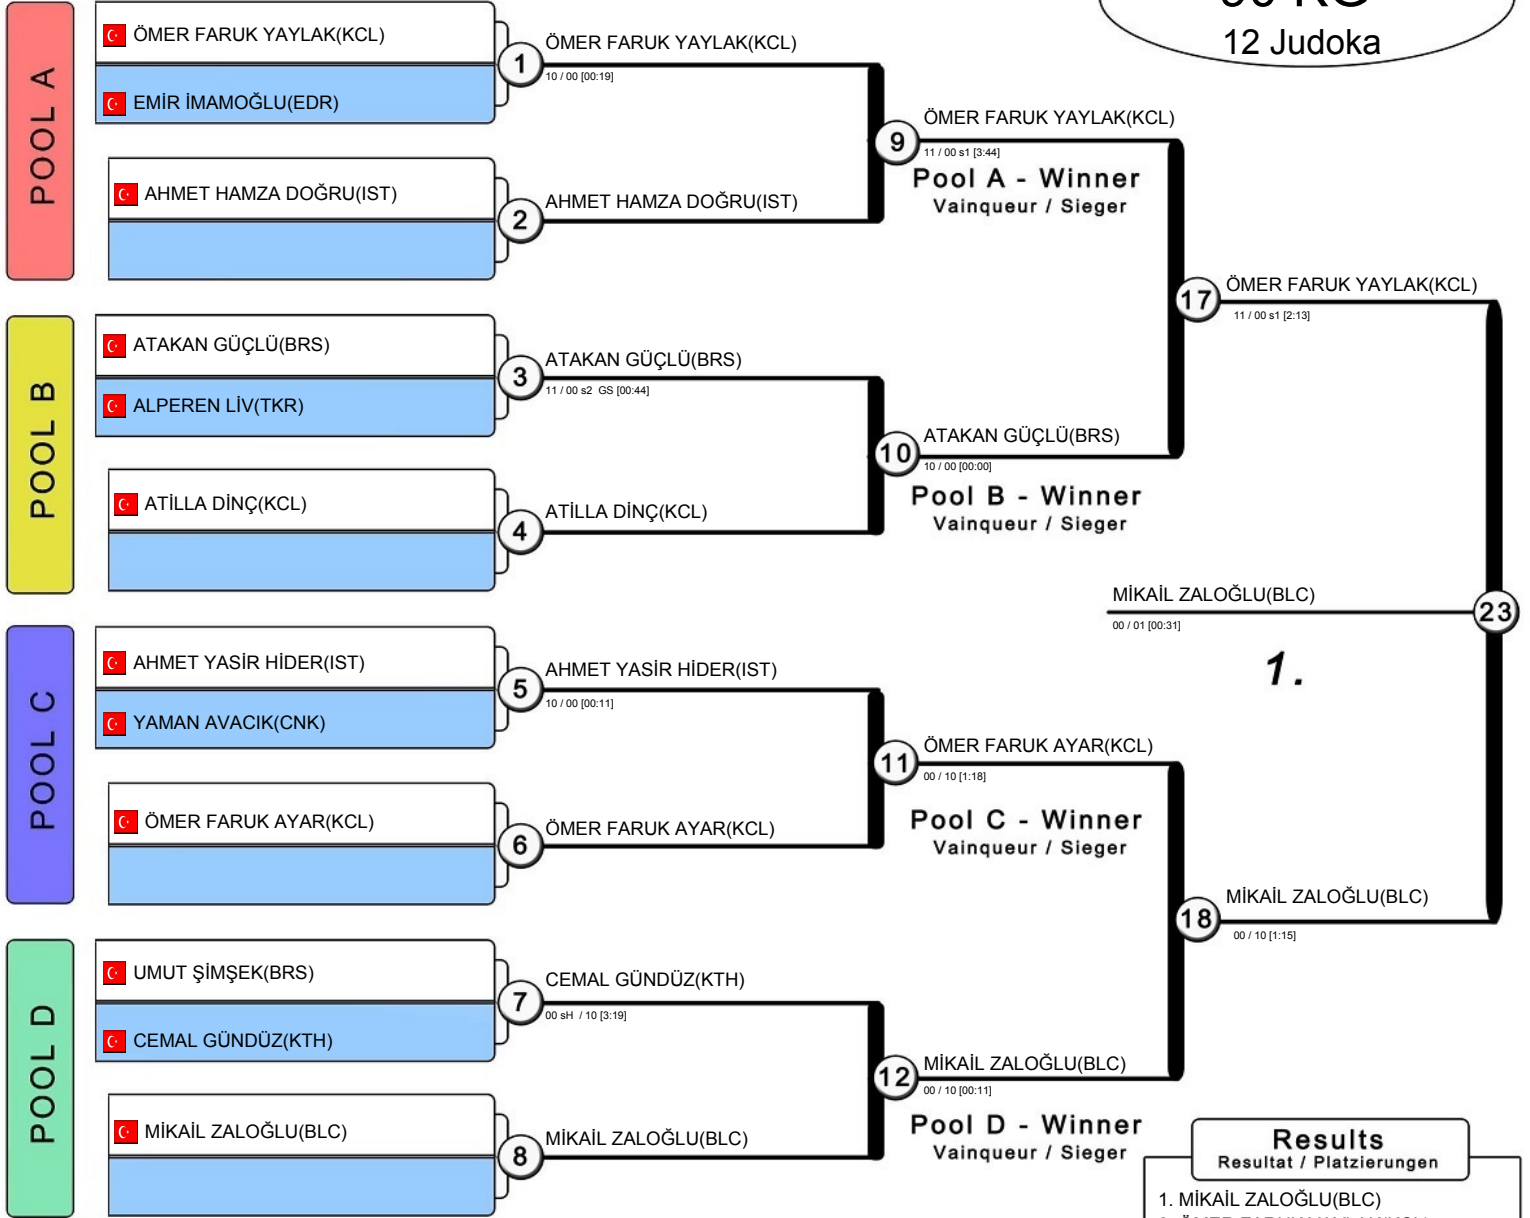 12 Judoka
POOL A
ÖMER FARUK YAYLAK(KCL)
EMİR İMAMOĞLU(EDR)
1
ÖMER FARUK YAYLAK(KCL)
10 / 00 [00:19]
AHMET HAMZA DOĞRU(IST)
2
AHMET HAMZA DOĞRU(IST)
9
ÖMER FARUK YAYLAK(KCL)
11 / 00 s1 [3:44]
Pool A - Winner
Vainqueur / Sieger
POOL B
ATAKAN GÜÇLÜ(BRS)
ALPEREN LİV(TKR)
3
ATAKAN GÜÇLÜ(BRS)
11 / 00 s2 GS [00:44]
ATİLLA DİNÇ(KCL)
4
ATİLLA DİNÇ(KCL)
10
ATAKAN GÜÇLÜ(BRS)
10 / 00 [00:00]
Pool B - Winner
Vainqueur / Sieger
17
ÖMER FARUK YAYLAK(KCL)
11 / 00 s1 [2:13]
MİKAİL ZALOĞLU(BLC)
00 / 01 [00:31]
23
1.
POOL C
AHMET YASİR HİDER(IST)
YAMAN AVACIK(CNK)
5
AHMET YASİR HİDER(IST)
10 / 00 [00:11]
ÖMER FARUK AYAR(KCL)
6
ÖMER FARUK AYAR(KCL)
11
ÖMER FARUK AYAR(KCL)
00 / 10 [1:18]
Pool C - Winner
Vainqueur / Sieger
18
MİKAİL ZALOĞLU(BLC)
00 / 10 [1:15]
POOL D
UMUT ŞİMŞEK(BRS)
CEMAL GÜNDÜZ(KTH)
7
CEMAL GÜNDÜZ(KTH)
00 sH / 10 [3:19]
MİKAİL ZALOĞLU(BLC)
8
MİKAİL ZALOĞLU(BLC)
12
MİKAİL ZALOĞLU(BLC)
00 / 10 [00:11]
Pool D - Winner
Vainqueur / Sieger
Results
Resultat / Platzierungen
1. MİKAİL ZALOĞLU(BLC)